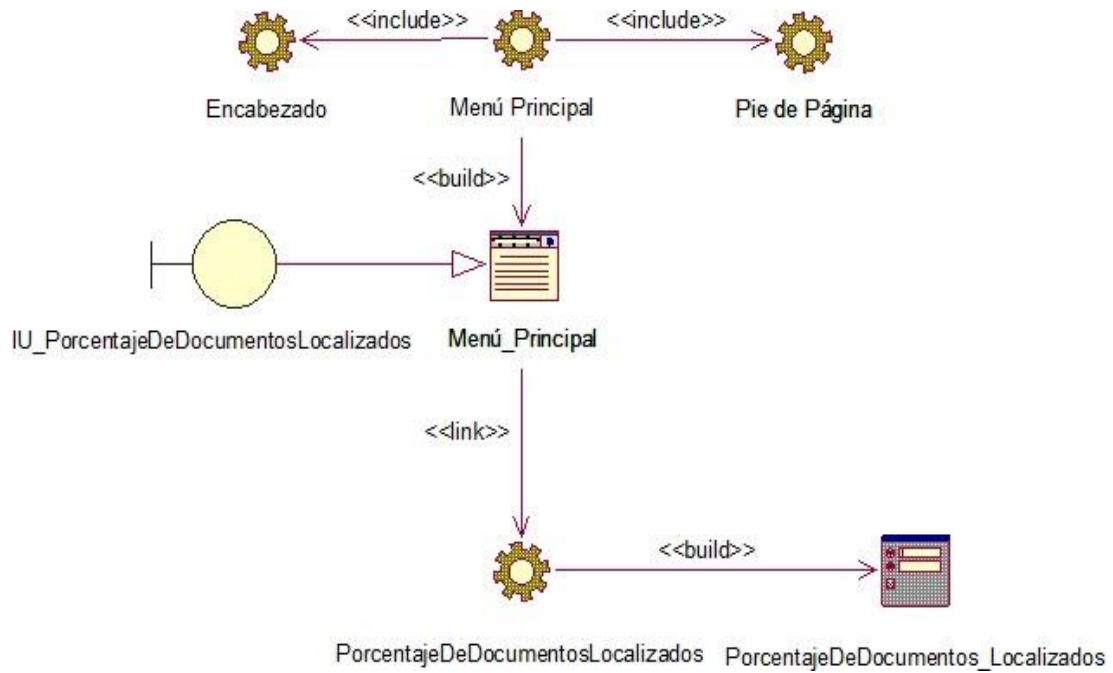 <<include>>
<<include>>
Encabezado
Menú Principal
Pie de Página
<<build>>
IU_PorcentajeDeDocumentosLocalizados
Menú_Principal
<<link>>
<<build>>
PorcentajeDeDocumentosLocalizados
PorcentajeDeDocumentos_Localizados